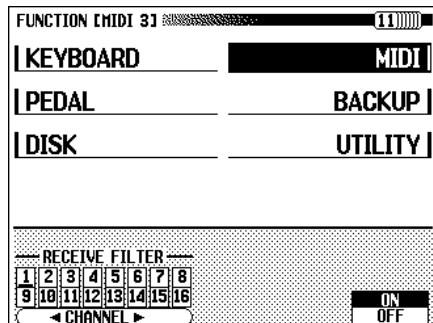 FUNCTION [MIDI 3] 11
KEYBOARD MIDI
PEDAL BACKUP
DISK UTILITY
RECEIVE FILTER
1 2 3 4 5 6 7 8
9 10 11 12 13 14 15 16
◄ CHANNEL ►
ON
OFF